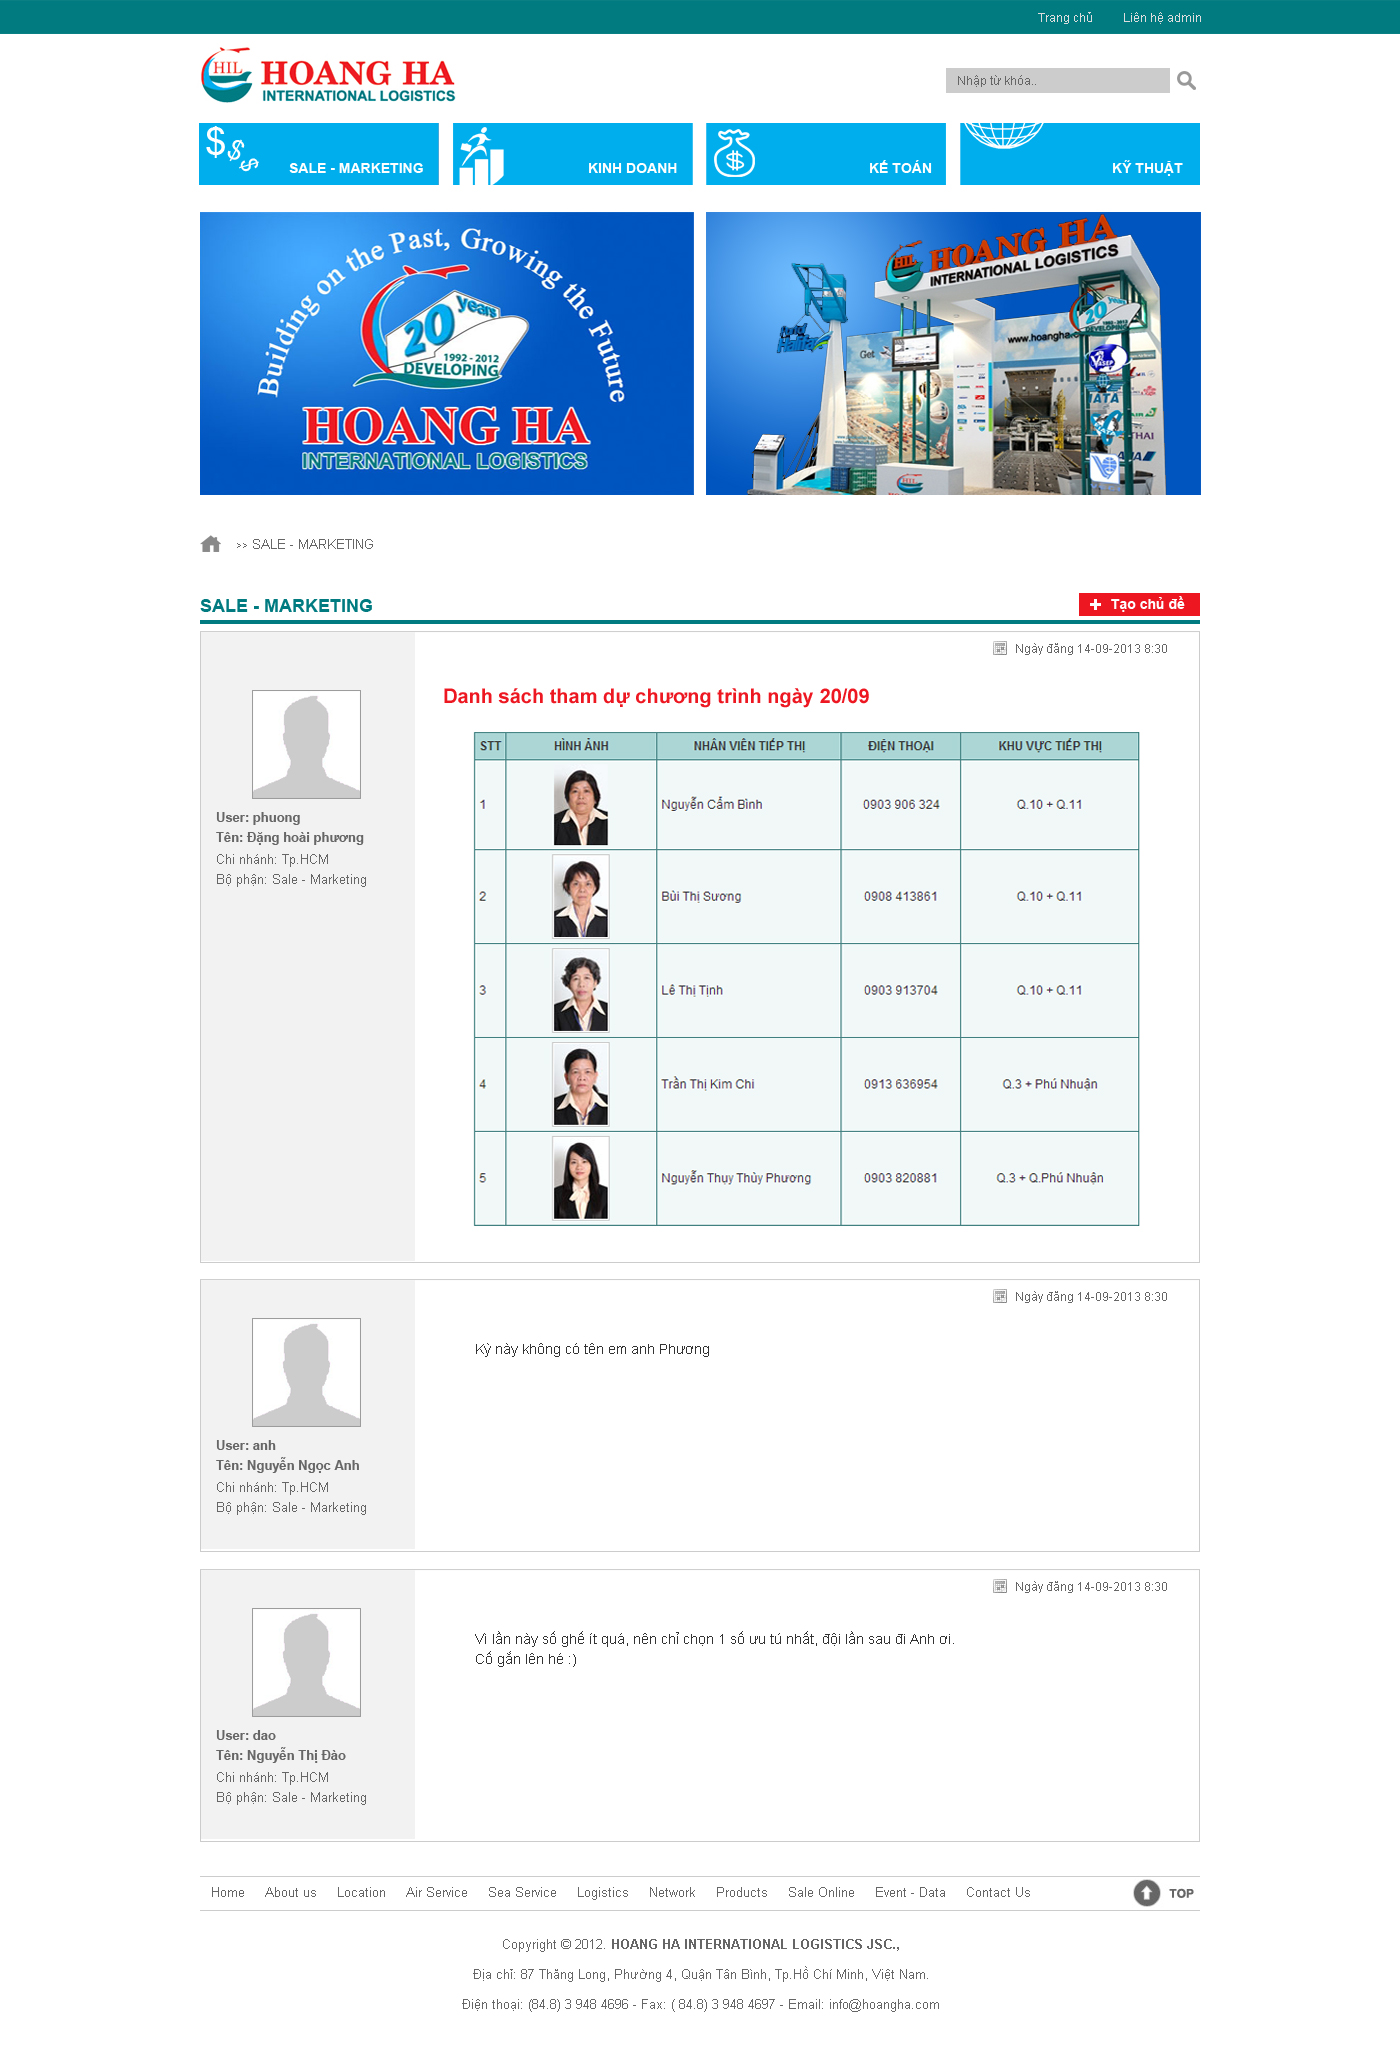 Trang chủ Liên hệ admin
HIL HOANG HA
INTERNATIONAL LOGISTICS
Nhập từ khóa..
$ $ $ SALE - MARKETING
KINH DOANH
$ KẾ TOÁN
KỸ THUẬT
Building on the Past, Growing the Future
20 years
1992 - 2012
DEVELOPING
HOANG HA
INTERNATIONAL LOGISTICS
HIL HOANG HA
INTERNATIONAL LOGISTICS
20 years
1992 - 2012
Get
www.hoangha.co
IATA
THAI
ANA
HIL
>> SALE - MARKETING
SALE - MARKETING
+ Tạo chủ đề
Ngày đăng 14-09-2013 8:30
Danh sách tham dự chương trình ngày 20/09
STT HÌNH ẢNH NHÂN VIÊN TIẾP THỊ ĐIỆN THOẠI KHU VỰC TIẾP THỊ
1 Nguyễn Cẩm Bình 0903 906 324 Q.10 + Q.11
2 Bùi Thị Sương 0908 413861 Q.10 + Q.11
3 Lê Thị Tịnh 0903 913704 Q.10 + Q.11
4 Trần Thị Kim Chi 0913 636954 Q.3 + Phú Nhuận
5 Nguyễn Thụy Thùy Phương 0903 820881 Q.3 + Q.Phú Nhuận
User: phuong
Tên: Đặng hoài phương
Chi nhánh: Tp.HCM
Bộ phận: Sale - Marketing
Ngày đăng 14-09-2013 8:30
Kỳ này không có tên em anh Phương
User: anh
Tên: Nguyễn Ngọc Anh
Chi nhánh: Tp.HCM
Bộ phận: Sale - Marketing
Ngày đăng 14-09-2013 8:30
Vì lần này số ghế ít quá, nên chỉ chọn 1 số ưu tú nhất, đội lần sau đi Anh ơi.
Cố gắn lên hé :)
User: dao
Tên: Nguyễn Thị Đào
Chi nhánh: Tp.HCM
Bộ phận: Sale - Marketing
Home About us Location Air Service Sea Service Logistics Network Products Sale Online Event - Data Contact Us TOP
Copyright © 2012. HOANG HA INTERNATIONAL LOGISTICS JSC.,
Địa chỉ: 87 Thăng Long, Phường 4, Quận Tân Bình, Tp.Hồ Chí Minh, Việt Nam.
Điện thoại: (84.8) 3 948 4696 - Fax: ( 84.8) 3 948 4697 - Email: info@hoangha.com